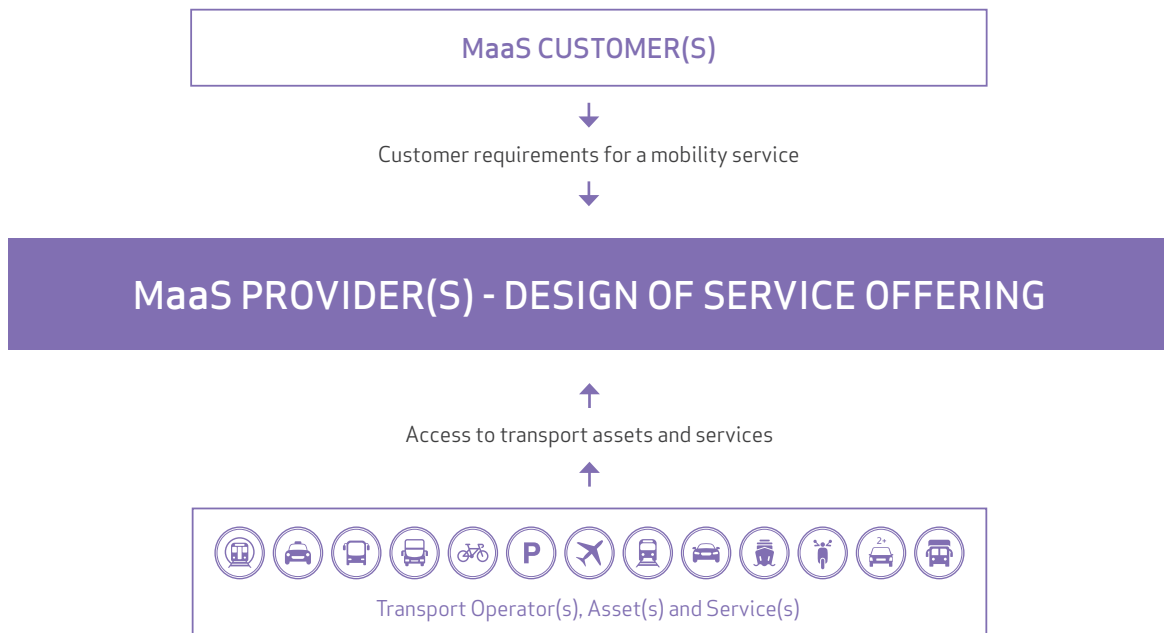 MaaS CUSTOMER(S)
Customer requirements for a mobility service
MaaS PROVIDER(S) - DESIGN OF SERVICE OFFERING
Access to transport assets and services
P
2+
Transport Operator(s), Asset(s) and Service(s)